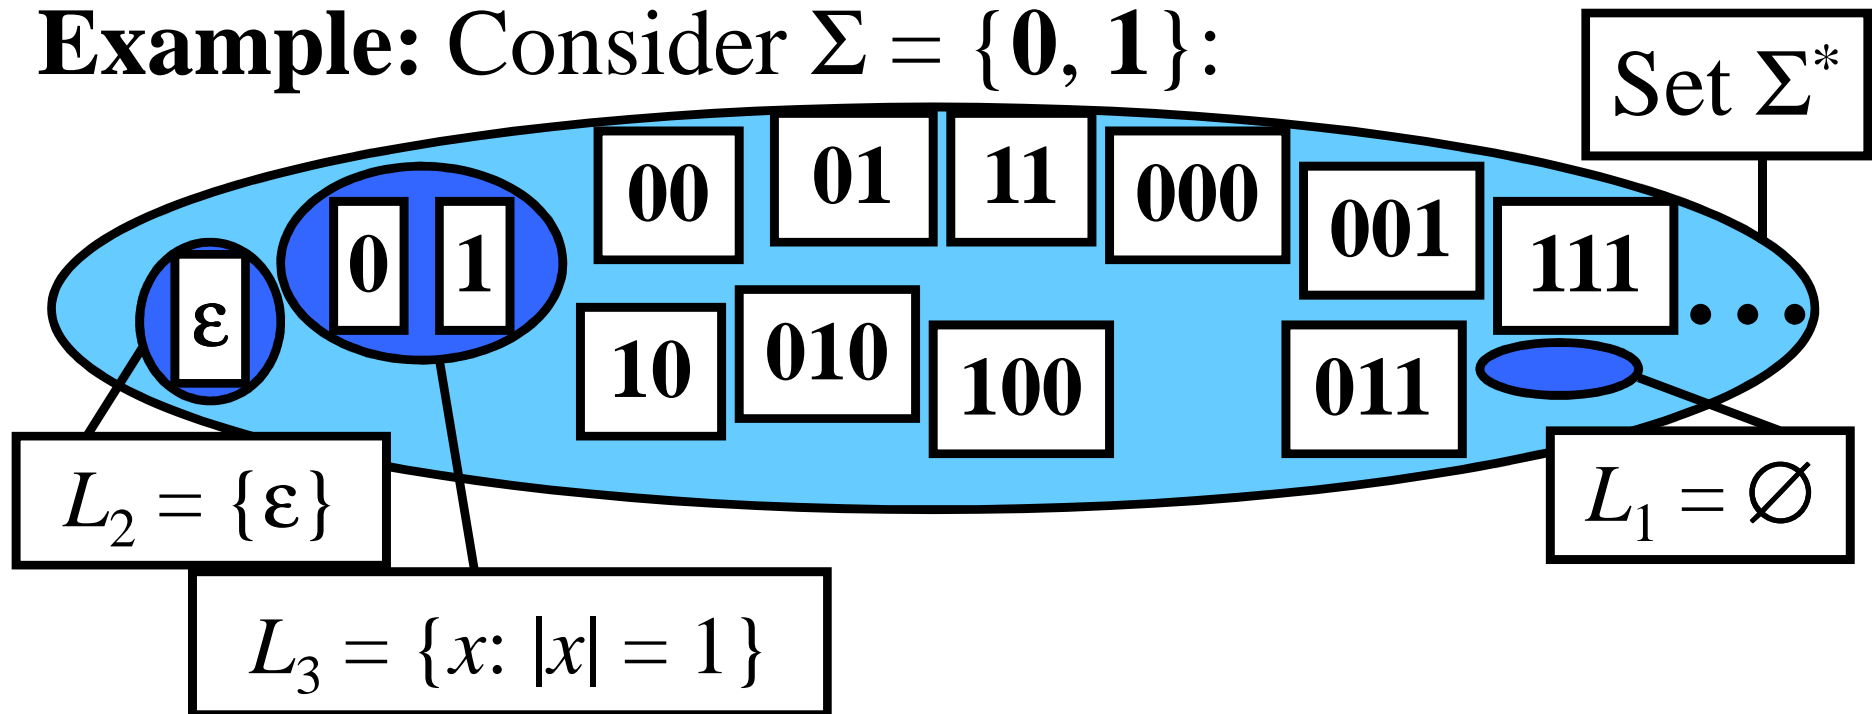 Example: Consider Σ = {0, 1}:
Set Σ*
00 01 11 000 001 111
ε 0 1
10 010 100 011 • • •
L₂ = {ε}
L₁ = ∅
L₃ = {x: |x| = 1}